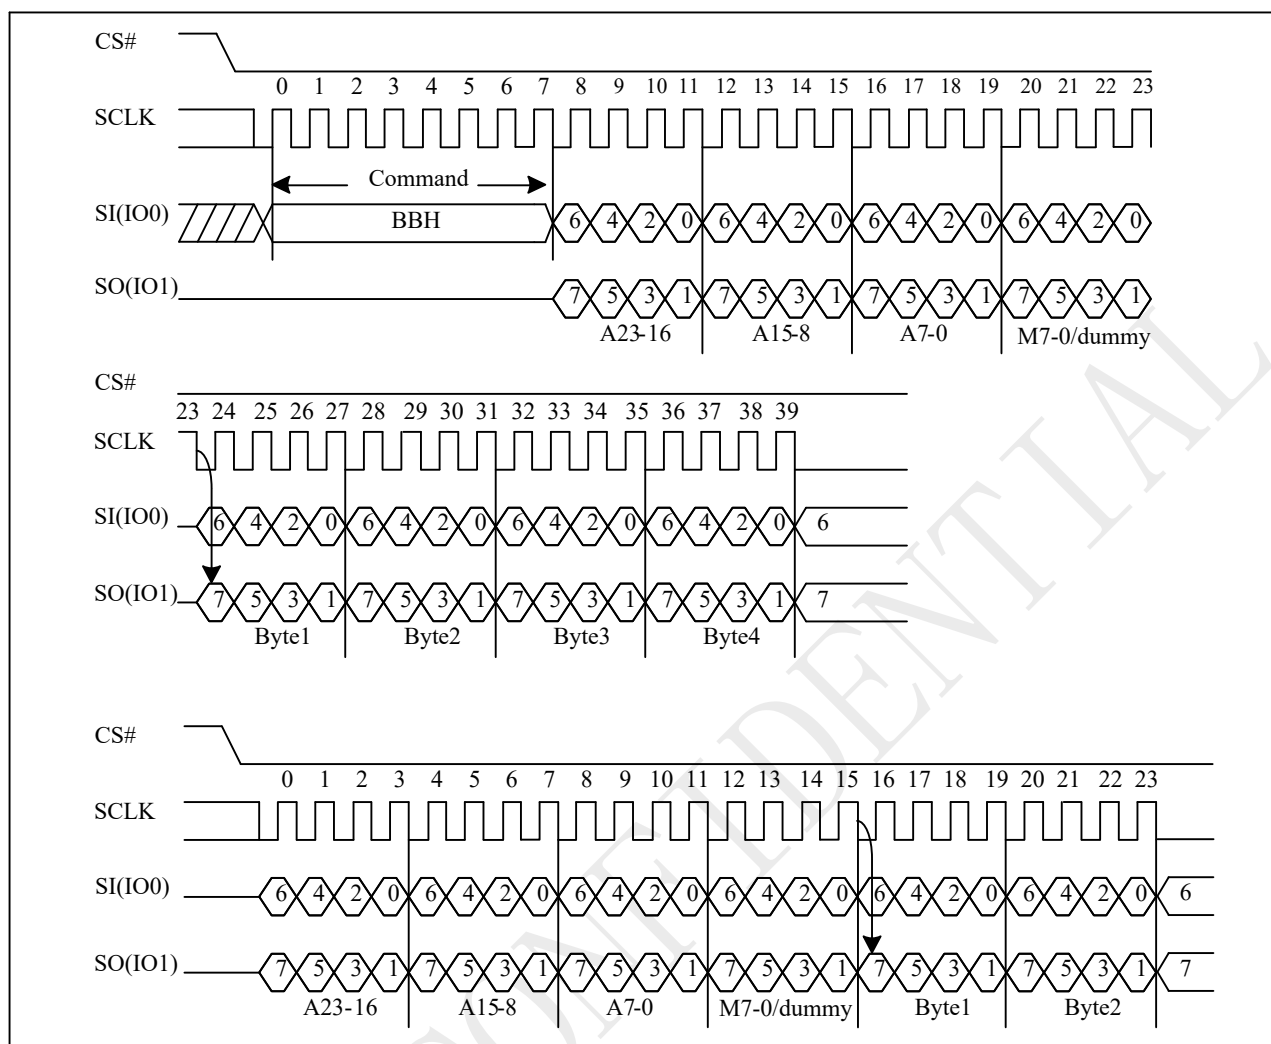 CS#
0 1 2 3 4 5 6 7 8 9 10 11 12 13 14 15 16 17 18 19 20 21 22 23
SCLK
Command
SI(IO0) BBH 6 4 2 0 6 4 2 0 6 4 2 0 6 4 2 0
SO(IO1) 7 5 3 1 7 5 3 1 7 5 3 1 7 5 3 1
A23-16 A15-8 A7-0 M7-0/dummy
CS#
23 24 25 26 27 28 29 30 31 32 33 34 35 36 37 38 39
SCLK
SI(IO0) 6 4 2 0 6 4 2 0 6 4 2 0 6 4 2 0 6
SO(IO1) 7 5 3 1 7 5 3 1 7 5 3 1 7 5 3 1 7
Byte1 Byte2 Byte3 Byte4
CS#
0 1 2 3 4 5 6 7 8 9 10 11 12 13 14 15 16 17 18 19 20 21 22 23
SCLK
SI(IO0) 6 4 2 0 6 4 2 0 6 4 2 0 6 4 2 0 6 4 2 0 6 4 2 0 6
SO(IO1) 7 5 3 1 7 5 3 1 7 5 3 1 7 5 3 1 7 5 3 1 7 5 3 1 7
A23-16 A15-8 A7-0 M7-0/dummy Byte1 Byte2
CONFIDENTIAL